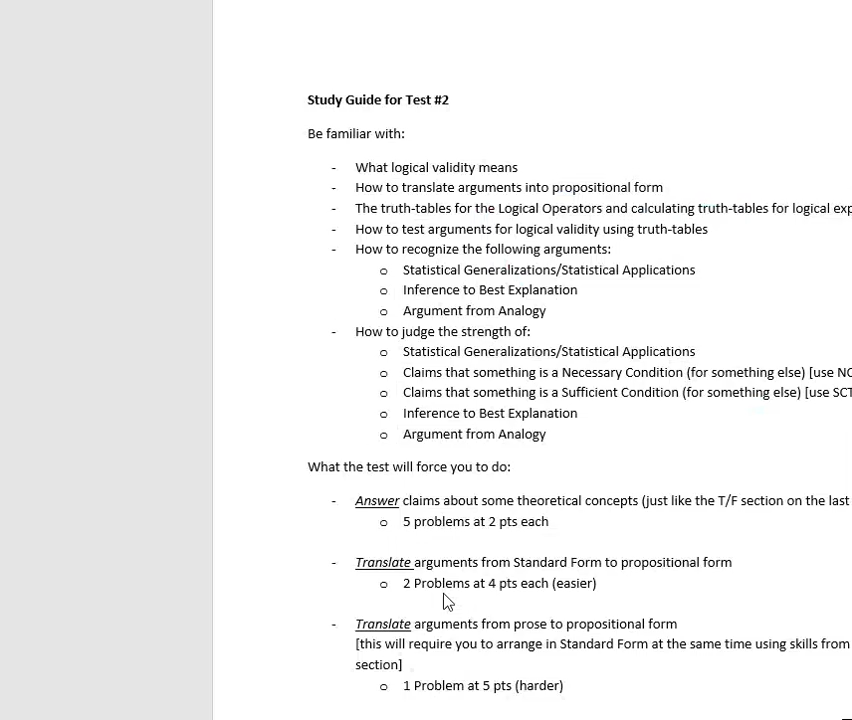 Study Guide for Test #2
Be familiar with:
- What logical validity means
- How to translate arguments into propositional form
- The truth-tables for the Logical Operators and calculating truth-tables for logical exp
- How to test arguments for logical validity using truth-tables
- How to recognize the following arguments:
o Statistical Generalizations/Statistical Applications
o Inference to Best Explanation
o Argument from Analogy
- How to judge the strength of:
o Statistical Generalizations/Statistical Applications
o Claims that something is a Necessary Condition (for something else) [use NC
o Claims that something is a Sufficient Condition (for something else) [use SCT
o Inference to Best Explanation
o Argument from Analogy
What the test will force you to do:
- Answer claims about some theoretical concepts (just like the T/F section on the last
o 5 problems at 2 pts each
- Translate arguments from Standard Form to propositional form
o 2 Problems at 4 pts each (easier)
- Translate arguments from prose to propositional form
[this will require you to arrange in Standard Form at the same time using skills from
section]
o 1 Problem at 5 pts (harder)